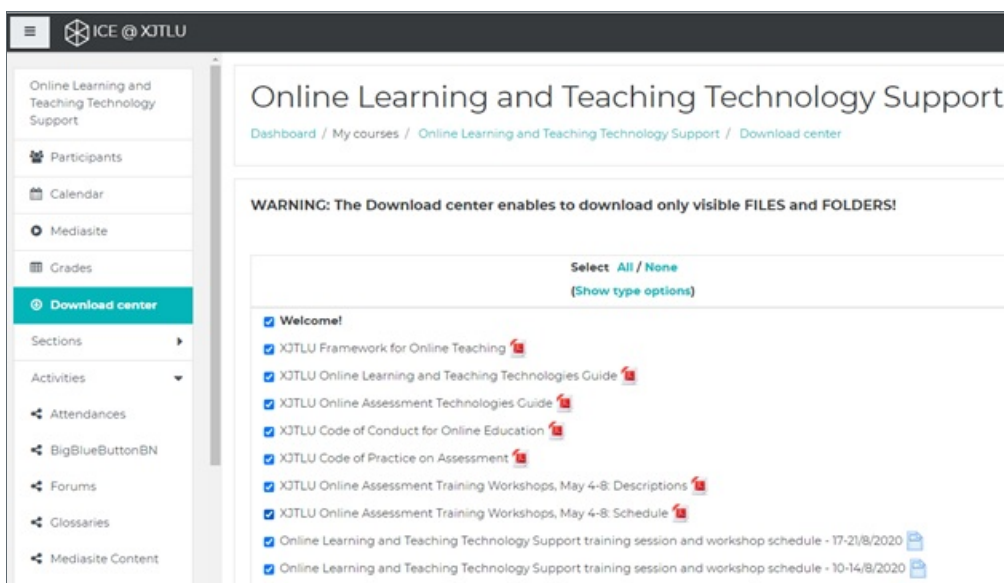 ICE @ XJTLU
Online Learning and
Teaching Technology
Support
Participants
Calendar
Mediasite
Grades
Download center
Sections
Activities
Attendances
BigBlueButtonBN
Forums
Glossaries
Mediasite Content
Online Learning and Teaching Technology Support
Dashboard / My courses / Online Learning and Teaching Technology Support / Download center
WARNING: The Download center enables to download only visible FILES and FOLDERS!
Select All / None
(Show type options)
Welcome!
XJTLU Framework for Online Teaching
XJTLU Online Learning and Teaching Technologies Guide
XJTLU Online Assessment Technologies Guide
XJTLU Code of Conduct for Online Education
XJTLU Code of Practice on Assessment
XJTLU Online Assessment Training Workshops, May 4-8: Descriptions
XJTLU Online Assessment Training Workshops, May 4-8: Schedule
Online Learning and Teaching Technology Support training session and workshop schedule - 17-21/8/2020
Online Learning and Teaching Technology Support training session and workshop schedule - 10-14/8/2020